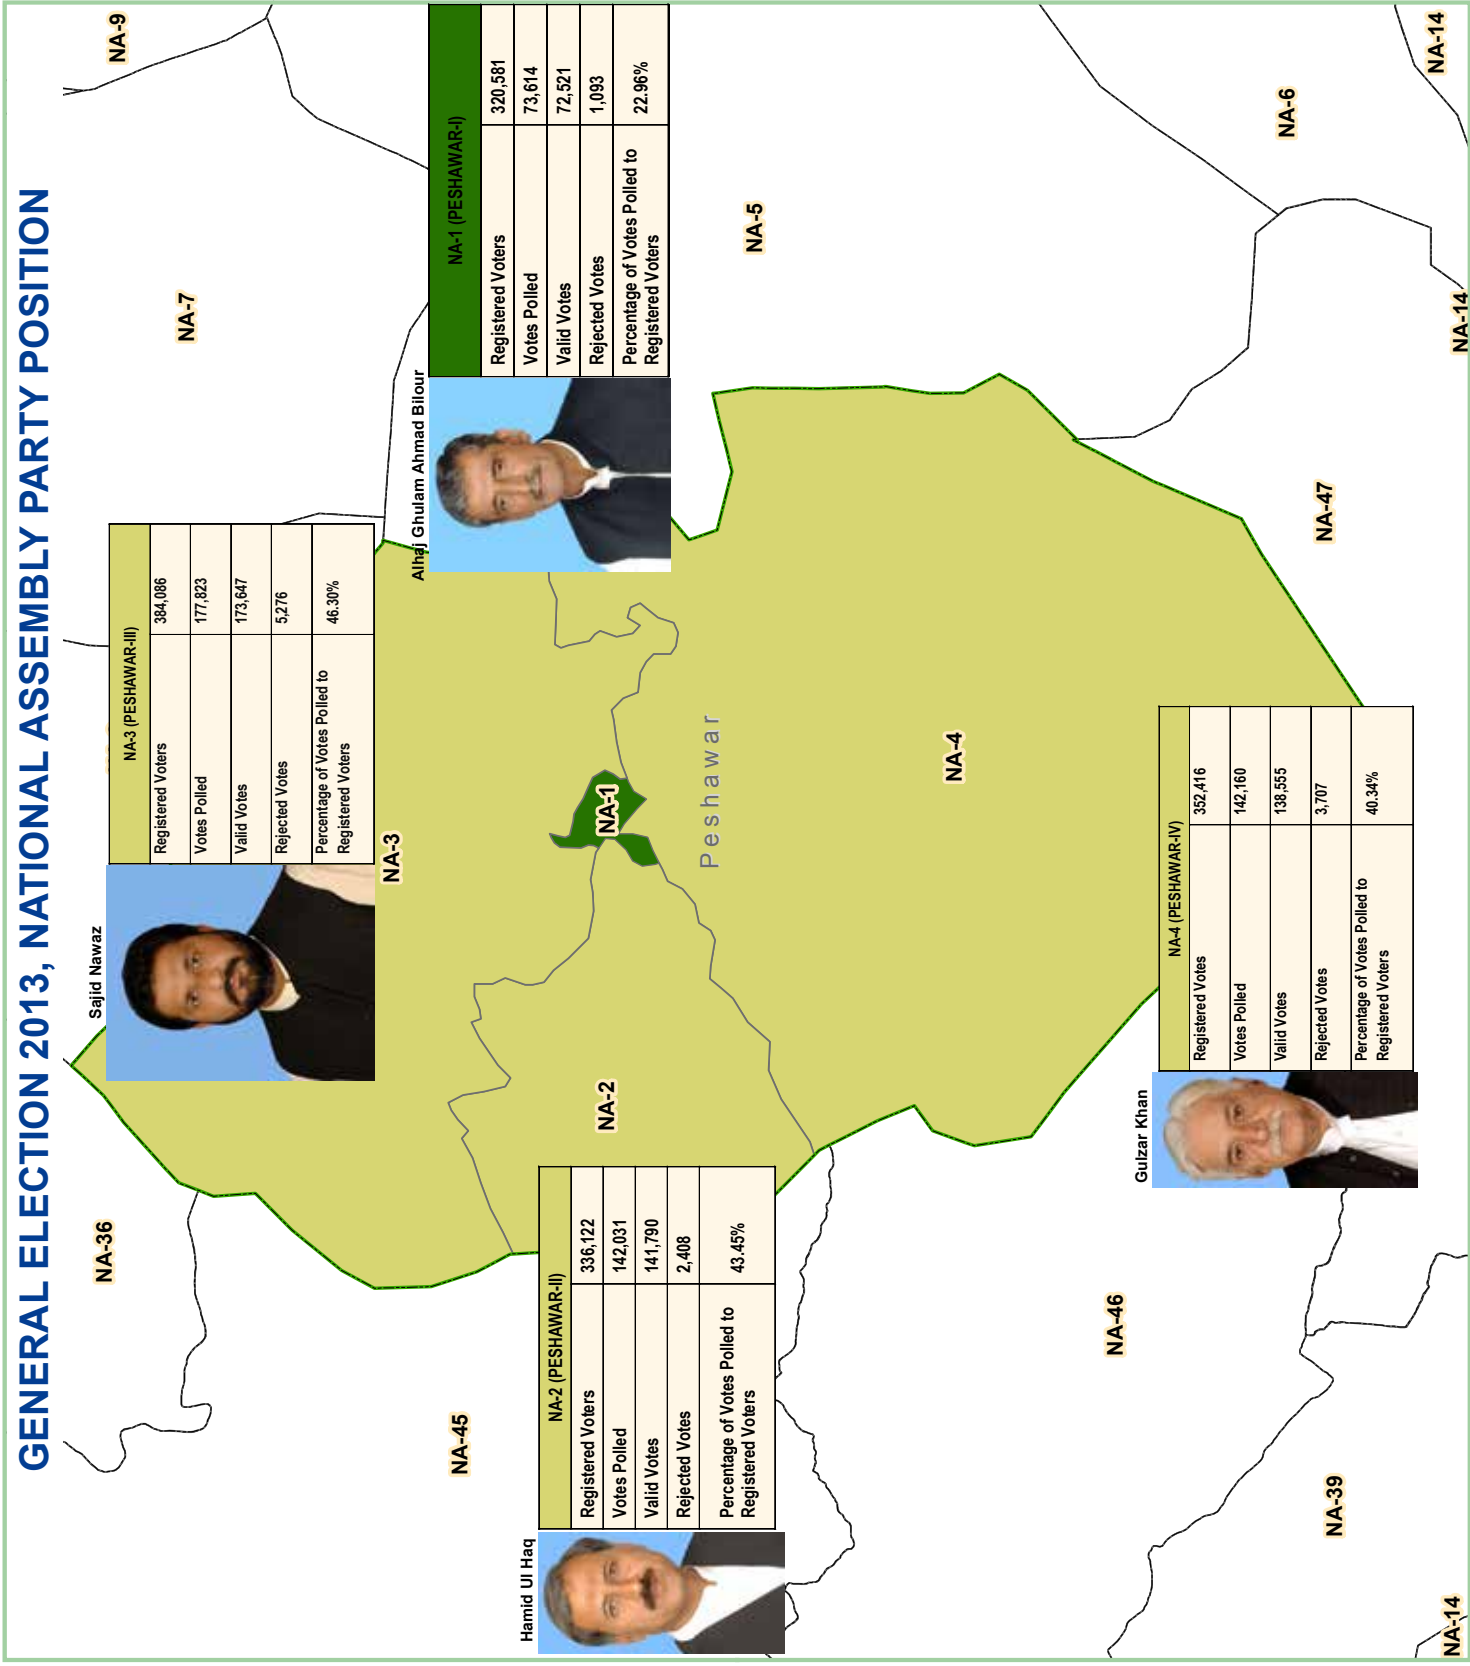 GENERAL ELECTION 2013, NATIONAL ASSEMBLY PARTY POSITION
NA-36
NA-7
NA-9
Sajid Nawaz
NA-3 (PESHAWAR-III)
Registered Voters 384,086
Votes Polled 177,823
Valid Votes 173,647
Rejected Votes 5,276
Percentage of Votes Polled to
Registered Voters
46.30%
NA-3
Alhaj Ghulam Ahmad Bilour
NA-1 (PESHAWAR-I)
Registered Voters 320,581
Votes Polled 73,614
Valid Votes 72,521
Rejected Votes 1,093
Percentage of Votes Polled to
Registered Voters
22.96%
NA-45
Hamid Ul Haq
NA-2 (PESHAWAR-II)
Registered Voters 336,122
Votes Polled 142,031
Valid Votes 141,790
Rejected Votes 2,408
Percentage of Votes Polled to
Registered Voters
43.45%
NA-2
NA-1
Peshawar
NA-5
NA-4
NA-46
Gulzar Khan
NA-4 (PESHAWAR-IV)
Registered Votes 352,416
Votes Polled 142,160
Valid Votes 138,555
Rejected Votes 3,707
Percentage of Votes Polled to
Registered Voters
40.34%
NA-6
NA-39
NA-47
NA-14
NA-14
NA-14